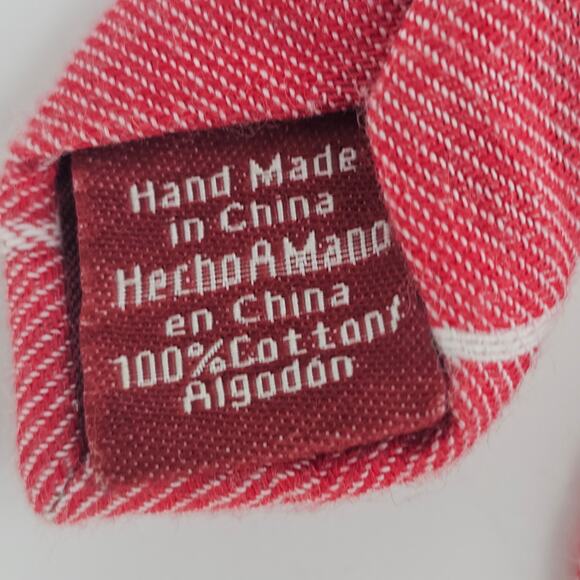 Hand Made
in China
Hecho A Mano
en China
100% Cotton/
Algodón